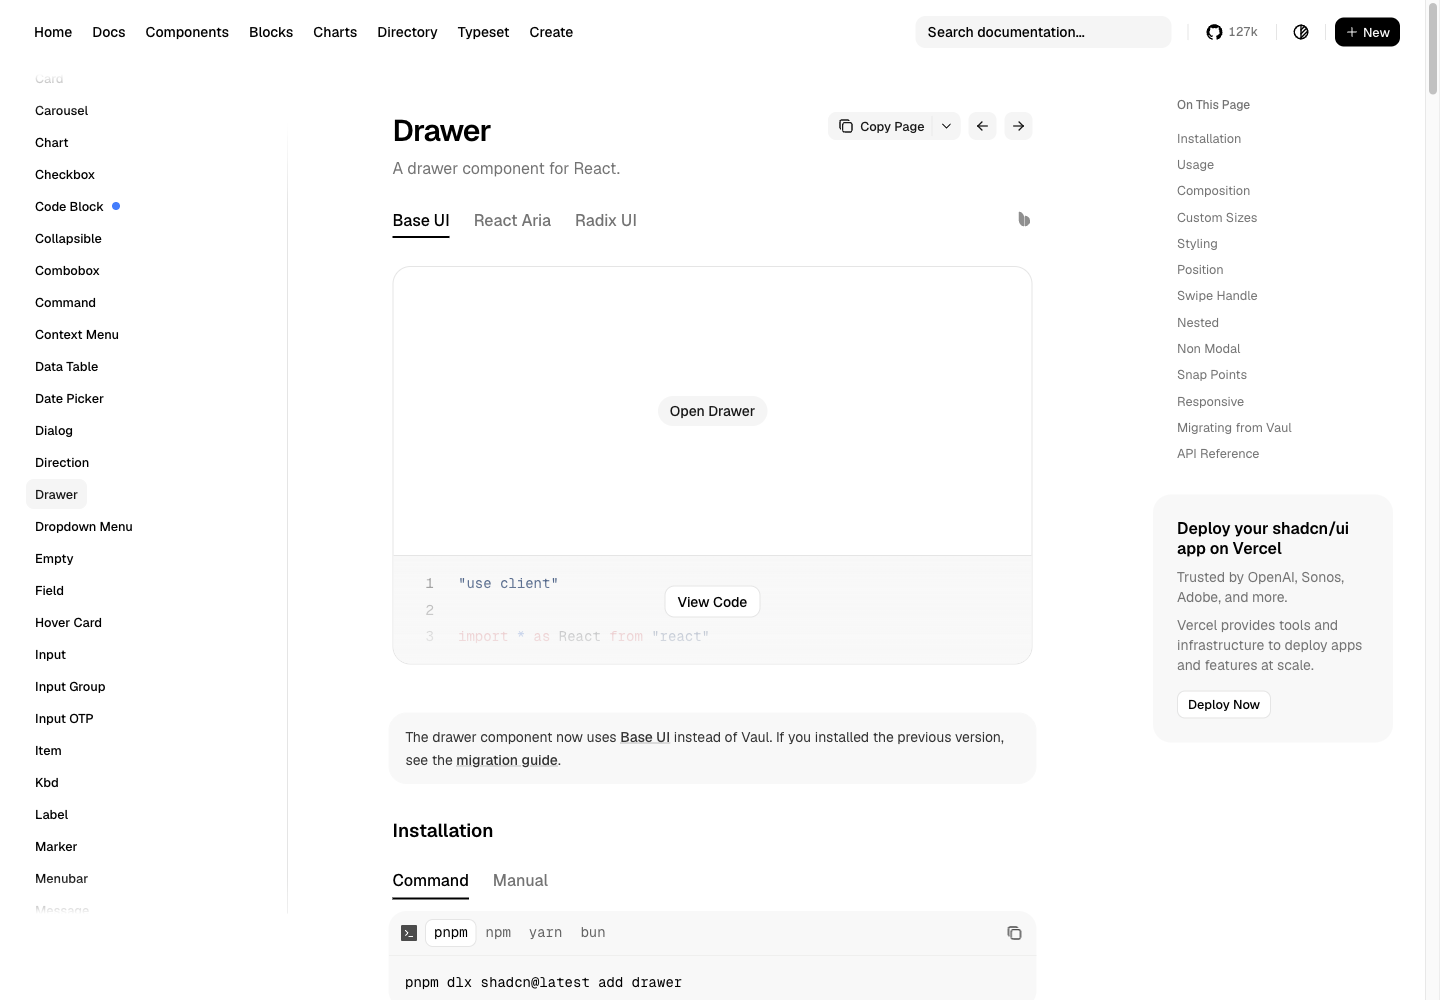 Home Docs Components Blocks Charts Directory Typeset Create
Search documentation...
127k
New
Card
Carousel
Chart
Checkbox
Code Block
Collapsible
Combobox
Command
Context Menu
Data Table
Date Picker
Dialog
Direction
Drawer
Dropdown Menu
Empty
Field
Hover Card
Input
Input Group
Input OTP
Item
Kbd
Label
Marker
Menubar
Message
Drawer
Copy Page
A drawer component for React.
Base UI React Aria Radix UI
Open Drawer
1 "use client"
2
3 import * as React from "react"
View Code
The drawer component now uses Base UI instead of Vaul. If you installed the previous version,
see the migration guide.
Installation
Command Manual
pnpm npm yarn bun
pnpm dlx shadcn@latest add drawer
On This Page
Installation
Usage
Composition
Custom Sizes
Styling
Position
Swipe Handle
Nested
Non Modal
Snap Points
Responsive
Migrating from Vaul
API Reference
Deploy your shadcn/ui
app on Vercel
Trusted by OpenAI, Sonos,
Adobe, and more.
Vercel provides tools and
infrastructure to deploy apps
and features at scale.
Deploy Now